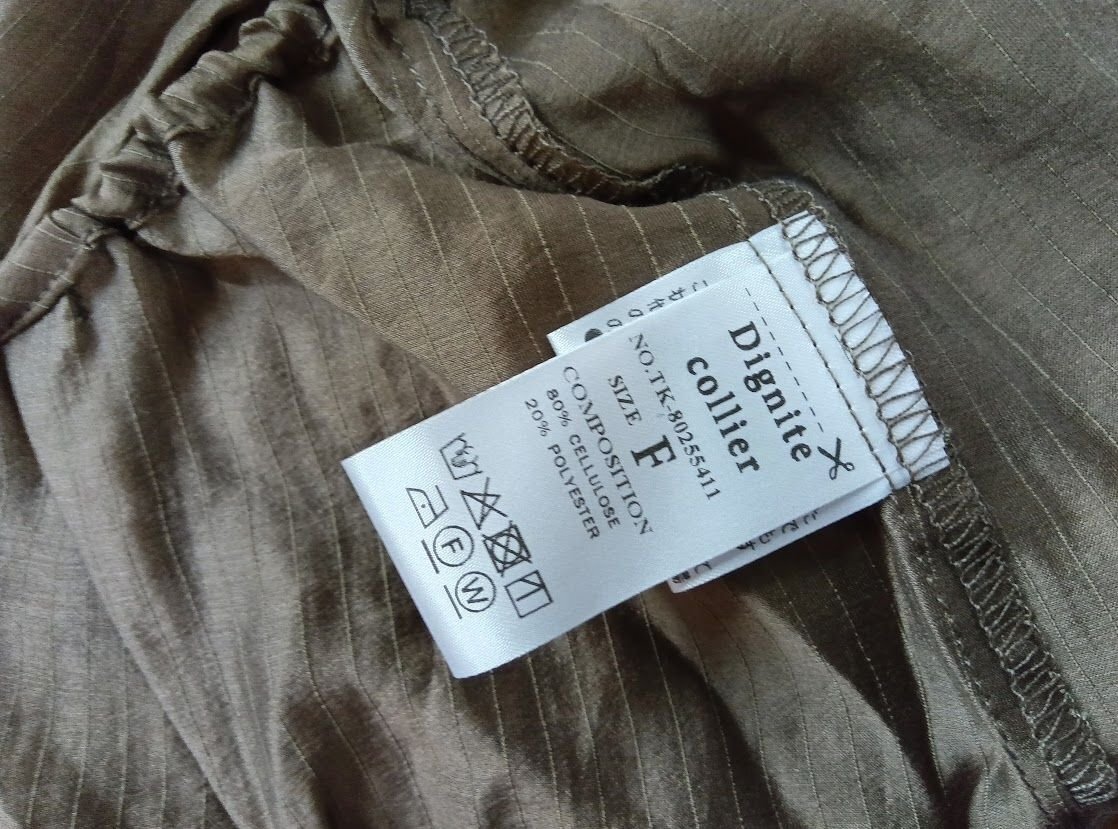 Dignite
collier
NO.TK-80255411
SIZE F
COMPOSITION
80% CELLULOSE
20% POLYESTER
F
W